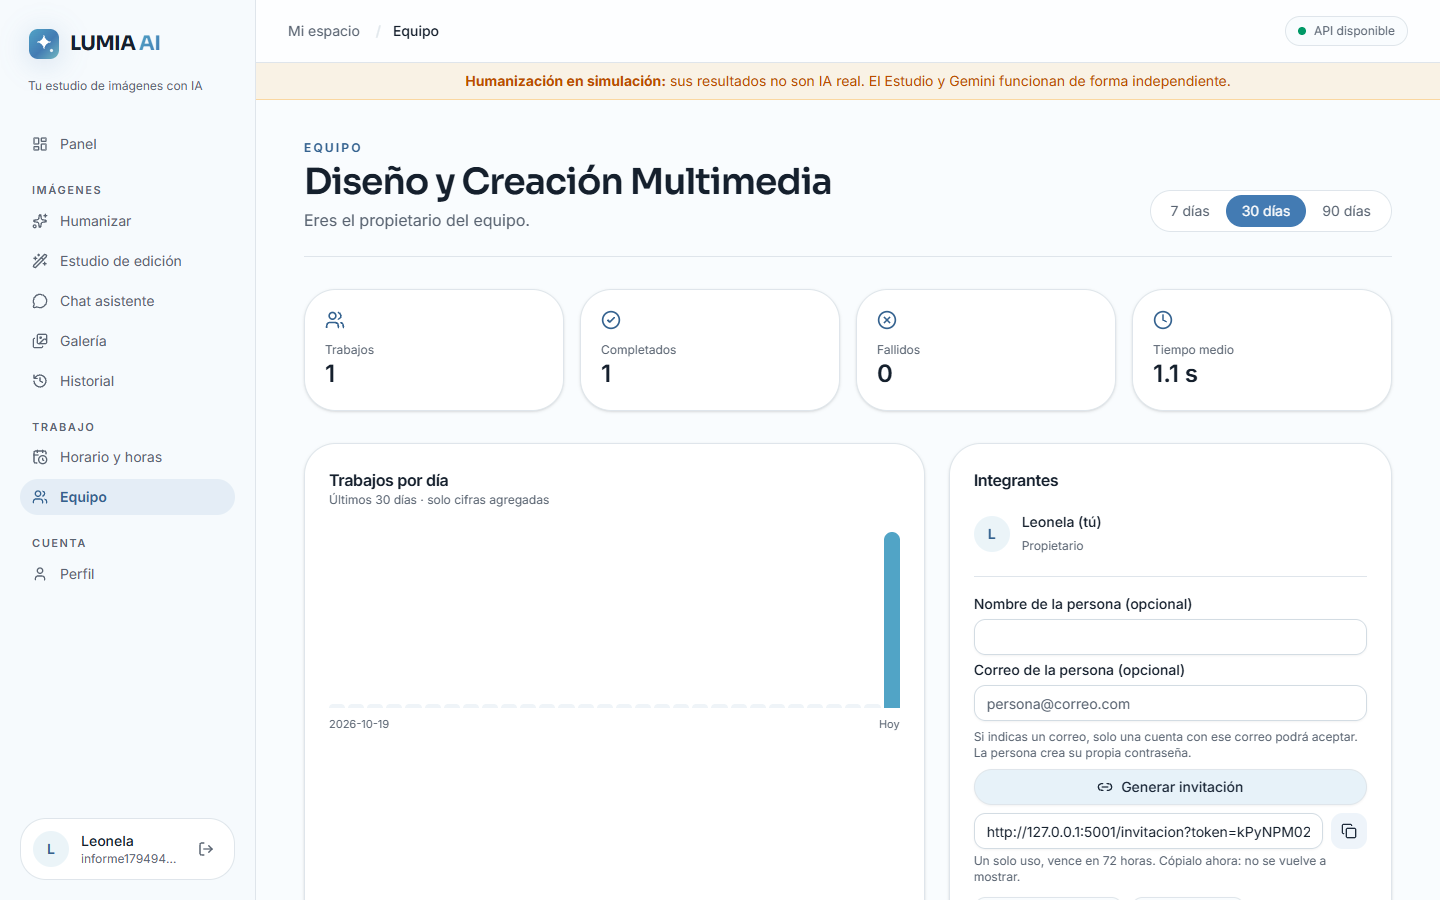 LUMIA AI
Tu estudio de imágenes con IA
Panel
IMÁGENES
Humanizar
Estudio de edición
Chat asistente
Galería
Historial
TRABAJO
Horario y horas
Equipo
CUENTA
Perfil
L
Leonela
informe179494...
Mi espacio / Equipo
API disponible
Humanización en simulación: sus resultados no son IA real. El Estudio y Gemini funcionan de forma independiente.
EQUIPO
Diseño y Creación Multimedia
Eres el propietario del equipo.
7 días 30 días 90 días
Trabajos
1
Completados
1
Fallidos
0
Tiempo medio
1.1 s
Trabajos por día
Últimos 30 días · solo cifras agregadas
2026-10-19
Hoy
Integrantes
L
Leonela (tú)
Propietario
Nombre de la persona (opcional)
Correo de la persona (opcional)
persona@correo.com
Si indicas un correo, solo una cuenta con ese correo podrá aceptar.
La persona crea su propia contraseña.
Generar invitación
http://127.0.0.1:5001/invitacion?token=kPyNPM02
Un solo uso, vence en 72 horas. Cópialo ahora: no se vuelve a
mostrar.